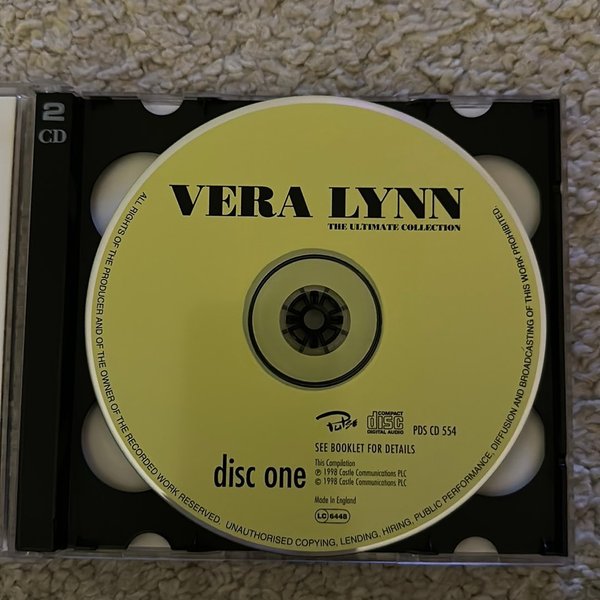 2
CD
VERA LYNN
THE ULTIMATE COLLECTION
Pulse
COMPACT
disc
DIGITAL AUDIO
PDS CD 554
SEE BOOKLET FOR DETAILS
disc one
This Compilation
℗ 1998 Castle Communications PLC
© 1998 Castle Communications PLC
Made in England
LC 6448
ALL RIGHTS OF THE PRODUCER AND OF THE OWNER OF THE RECORDED WORK RESERVED. UNAUTHORISED COPYING, LENDING, HIRING, PUBLIC PERFORMANCE, DIFFUSION AND BROADCASTING OF THIS WORK PROHIBITED.